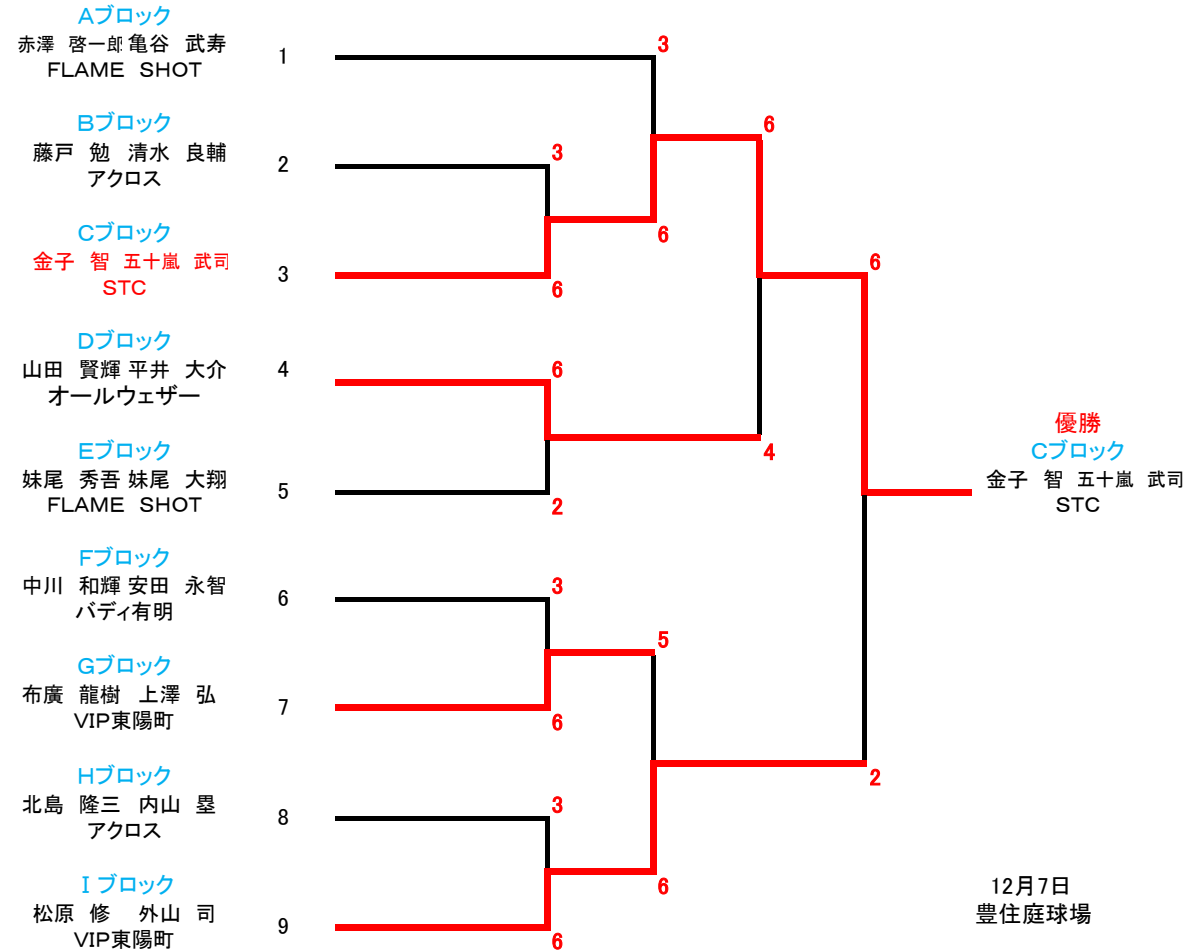 Aブロック
赤澤 啓一郎 亀谷 武寿
FLAME SHOT
1
3
Bブロック
藤戸 勉 清水 良輔
アクロス
2
3
6
Cブロック
金子 智 五十嵐 武司
STC
3
6
6
6
Dブロック
山田 賢輝 平井 大介
オールウェザー
4
6
優勝
Cブロック
金子 智 五十嵐 武司
STC
Eブロック
妹尾 秀吾 妹尾 大翔
FLAME SHOT
5
2
4
Fブロック
中川 和輝 安田 永智
バディ有明
6
3
5
Gブロック
布廣 龍樹 上澤 弘
VIP東陽町
7
6
2
Hブロック
北島 隆三 内山 塁
アクロス
8
3
6
Iブロック
松原 修 外山 司
VIP東陽町
9
6
12月7日
豊住庭球場